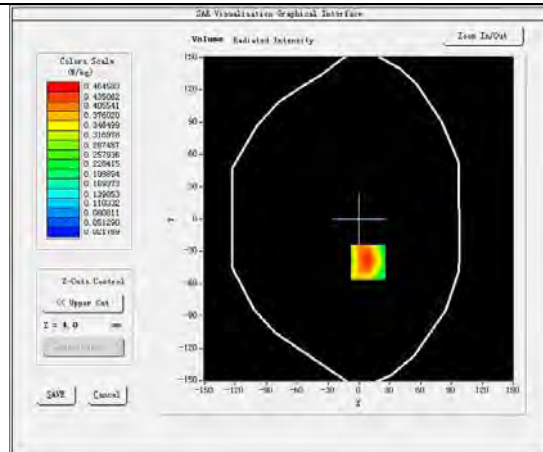 SAR Visualisation Graphical Interface
Volume Radiated Intensity
Zoom In/Out
Colors Scale
(W/kg)
0.464583
0.435062
0.405541
0.376020
0.346499
0.316978
0.287457
0.257936
0.228415
0.198894
0.169373
0.139853
0.110332
0.080811
0.051290
0.021769
Z-Cuts Control
<< Upper Cut
Z = 4.0 mm
SAVE
Cancel
150
90
60
30
0
-30
-60
-90
-150
Y
-150 -120 -90 -60 -30 0 30 60 90 120 150
X